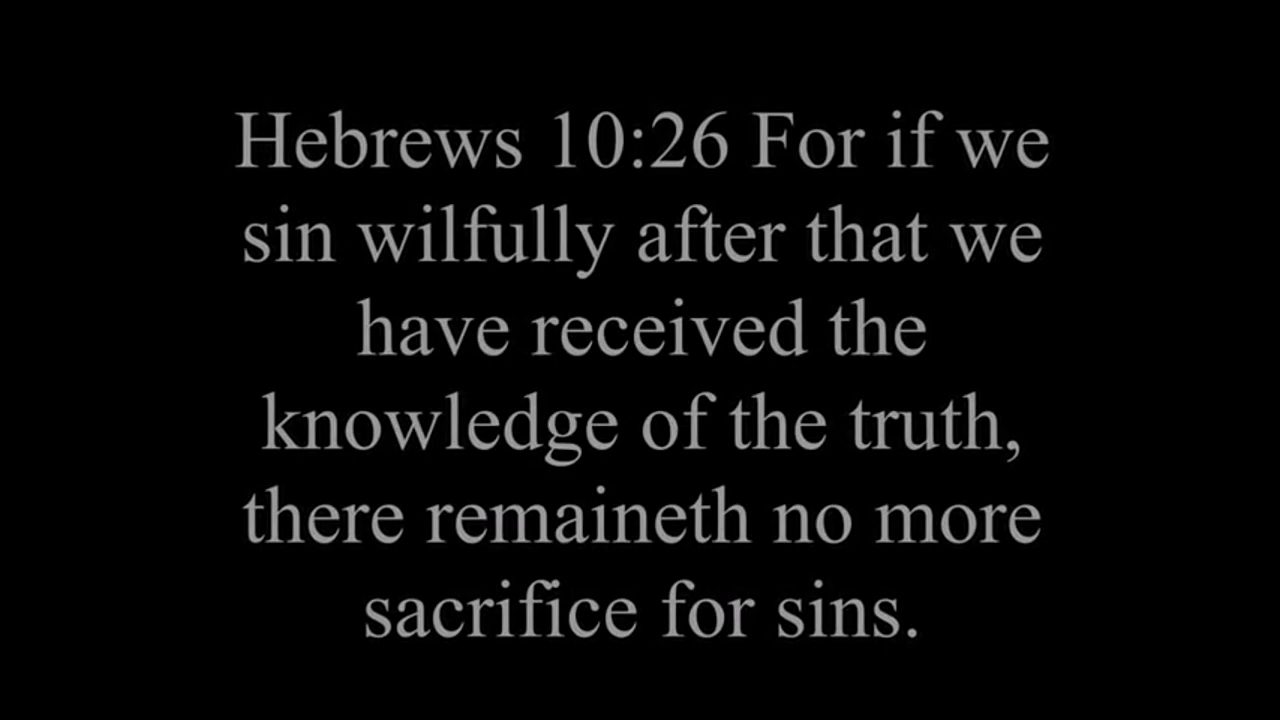 Hebrews 10:26 For if we
sin wilfully after that we
have received the
knowledge of the truth,
there remaineth no more
sacrifice for sins.